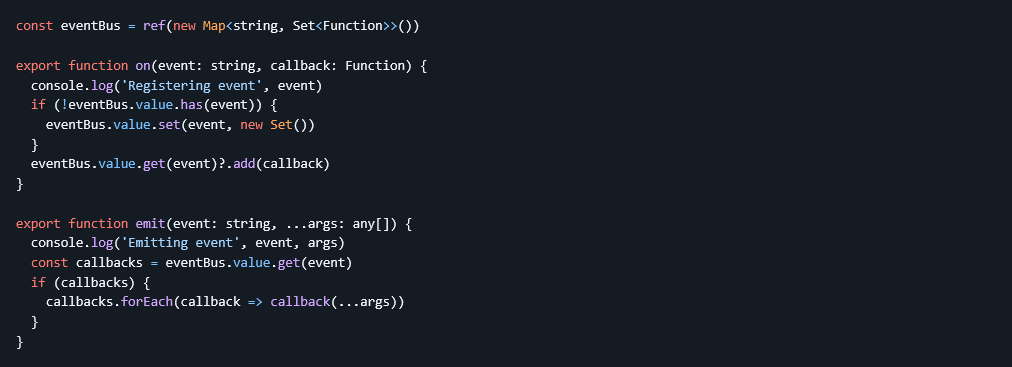 const eventBus = ref(new Map<string, Set<Function>>())
export function on(event: string, callback: Function) {
console.log('Registering event', event)
if (!eventBus.value.has(event)) {
eventBus.value.set(event, new Set())
}
eventBus.value.get(event)?.add(callback)
}
export function emit(event: string, ...args: any[]) {
console.log('Emitting event', event, args)
const callbacks = eventBus.value.get(event)
if (callbacks) {
callbacks.forEach(callback => callback(...args))
}
}